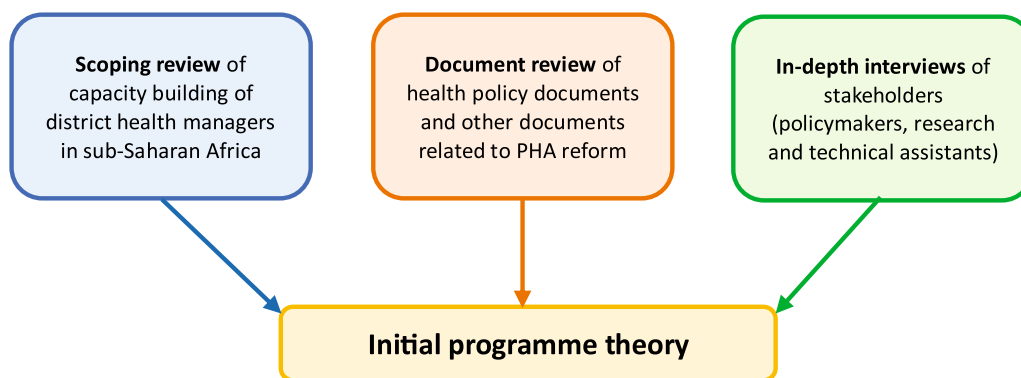 Scoping review of
capacity building of
district health managers
in sub-Saharan Africa
Document review of
health policy documents
and other documents
related to PHA reform
In-depth interviews of
stakeholders
(policymakers, research
and technical assistants)
Initial programme theory